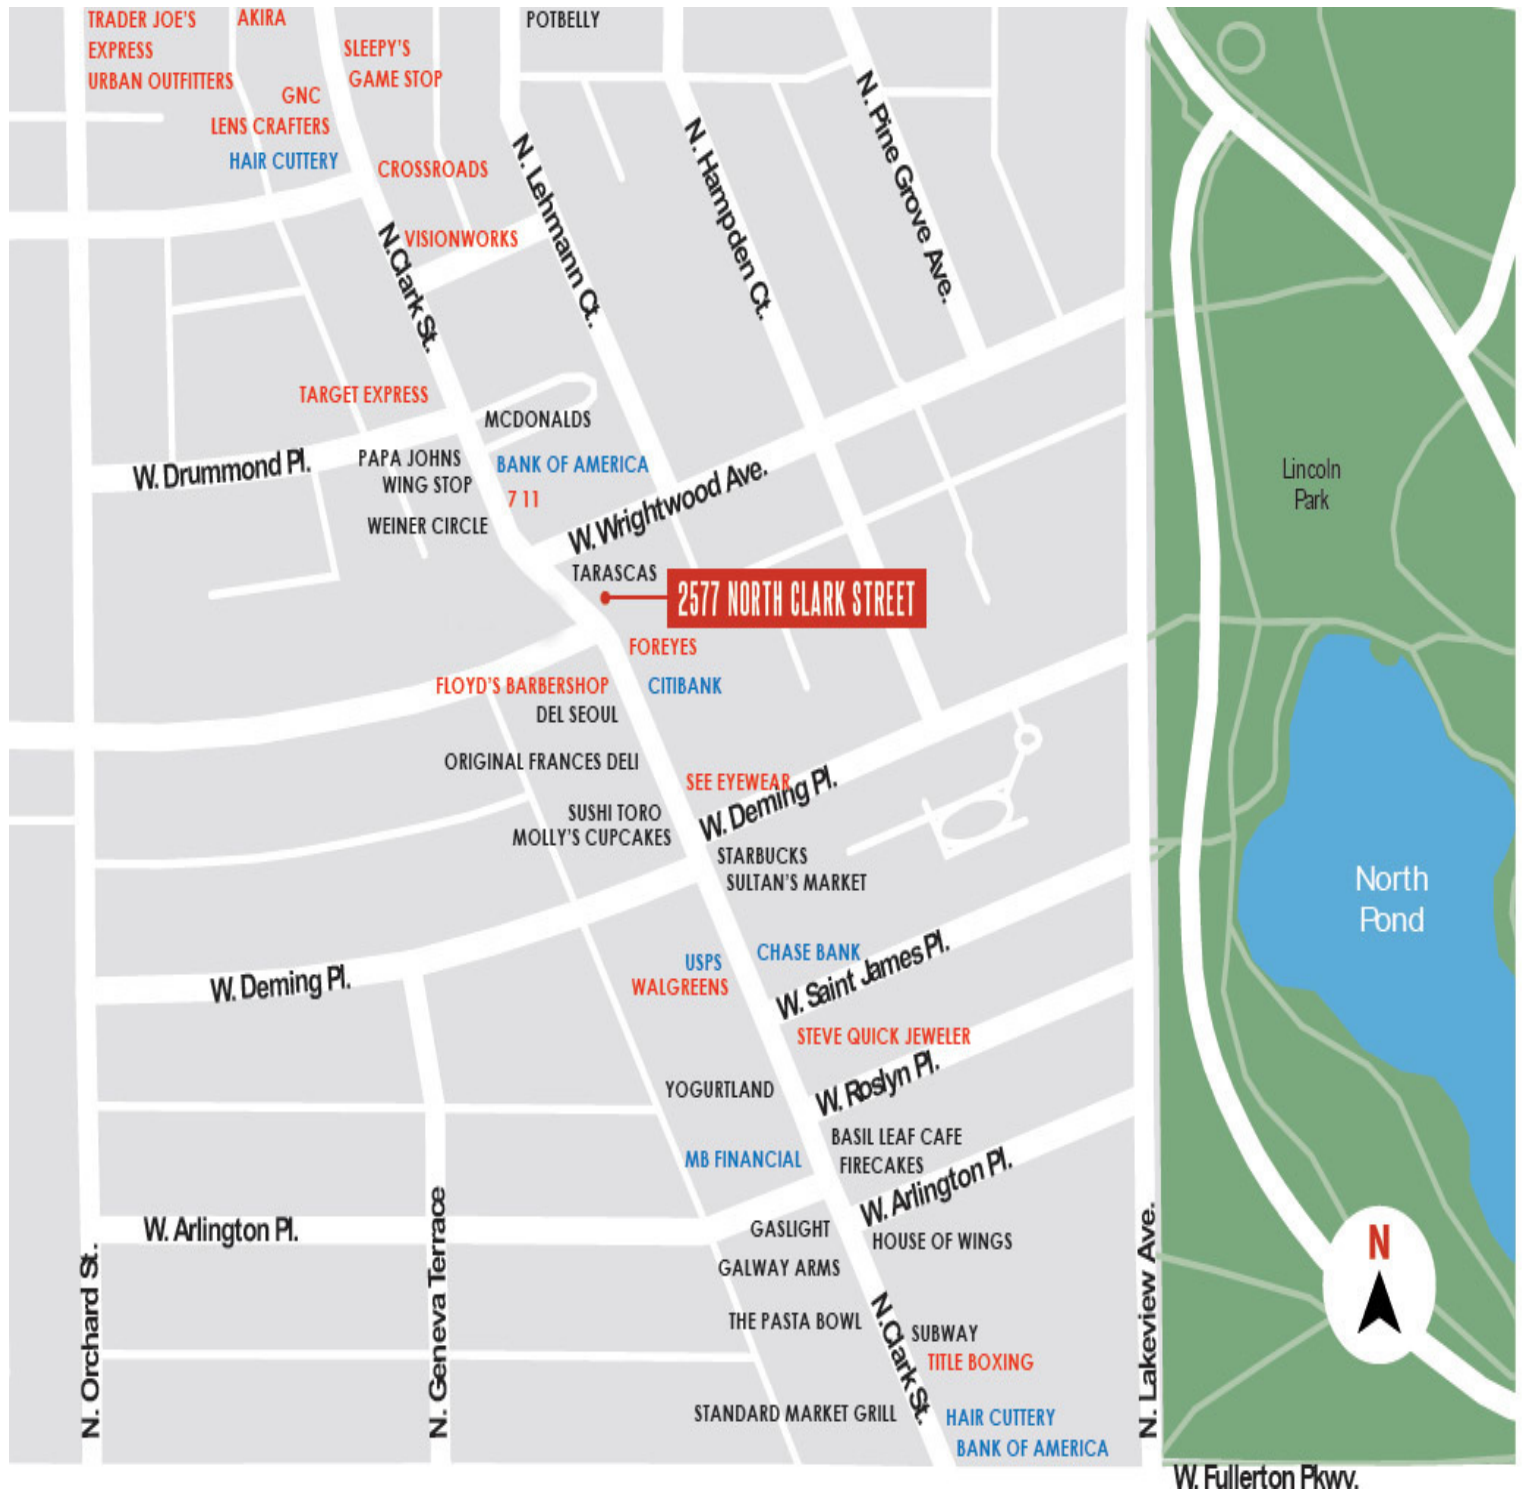 TRADER JOE'S
EXPRESS
URBAN OUTFITTERS
AKIRA
SLEEPY'S
GAME STOP
POTBELLY
GNC
LENS CRAFTERS
HAIR CUTTERY
CROSSROADS
VISIONWORKS
N. Clark St.
N. Lehmann Ct.
N. Hampden Ct.
N. Pine Grove Ave.
TARGET EXPRESS
MCDONALDS
W. Drummond Pl.
PAPA JOHNS
WING STOP
BANK OF AMERICA
7 11
WEINER CIRCLE
W. Wrightwood Ave.
Lincoln
Park
TARASCAS
2577 NORTH CLARK STREET
FOREYES
FLOYD'S BARBERSHOP
CITIBANK
DEL SEOUL
ORIGINAL FRANCES DELI
SEE EYEWEAR
W. Deming Pl.
SUSHI TORO
MOLLY'S CUPCAKES
STARBUCKS
SULTAN'S MARKET
North
Pond
CHASE BANK
USPS
WALGREENS
W. Deming Pl.
W. Saint James Pl.
STEVE QUICK JEWELER
YOGURTLAND
W. Roslyn Pl.
BASIL LEAF CAFE
FIRECAKES
MB FINANCIAL
W. Arlington Pl.
W. Arlington Pl.
GASLIGHT
HOUSE OF WINGS
GALWAY ARMS
N
THE PASTA BOWL
SUBWAY
TITLE BOXING
N. Orchard St.
N. Geneva Terrace
N. Clark St.
N. Lakeview Ave.
STANDARD MARKET GRILL
HAIR CUTTERY
BANK OF AMERICA
W. Fullerton Pkwy.